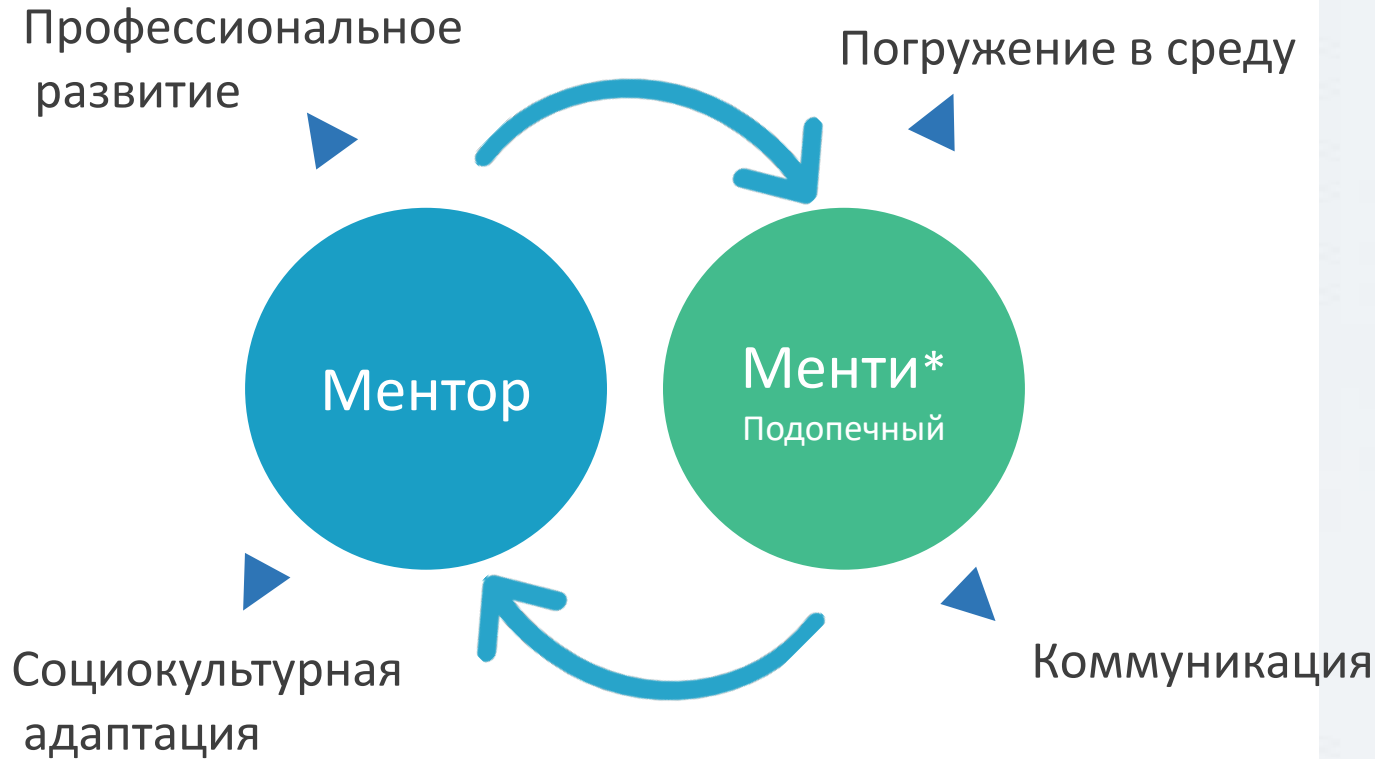 Профессиональное
развитие
Погружение в среду
Ментор
Менти*
Подопечный
Социокультурная
адаптация
Коммуникация